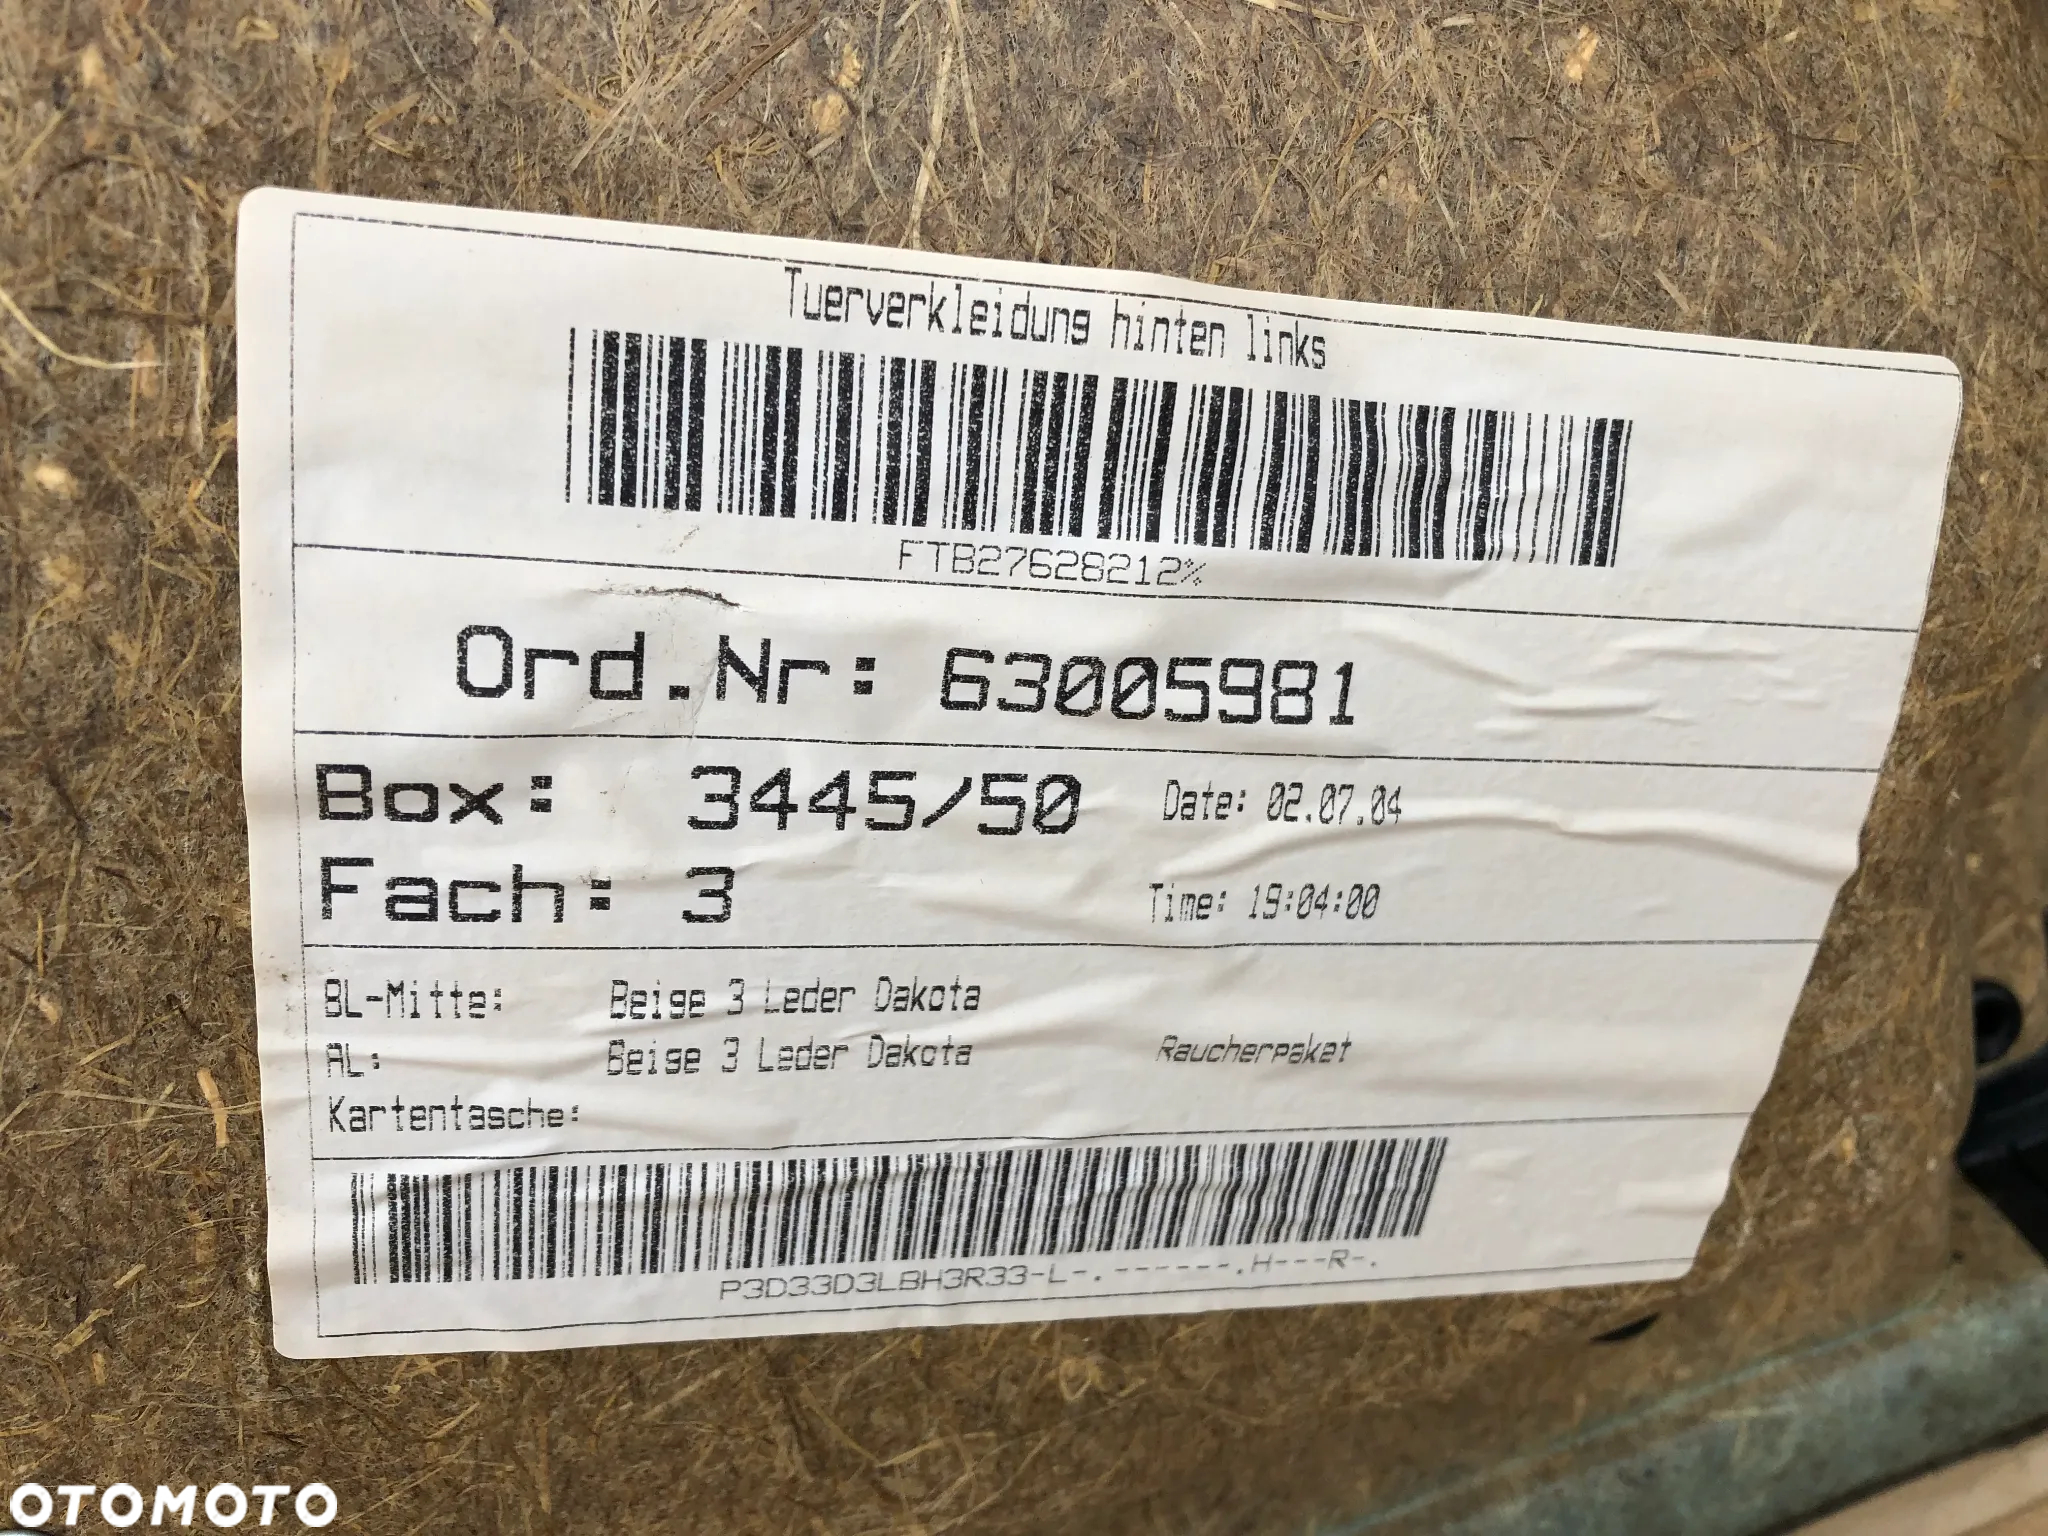 Tuerverkleidung hinten links
FTB27628212%
Ord.Nr: 63005981
Box: 3445/50 Date: 02.07.04
Fach: 3 Time: 19:04:00
BL-Mitte: Beige 3 Leder Dakota
AL: Beige 3 Leder Dakota Raucherpaket
Kartentasche:
P3D33D3LBH3R33-L-.------.H---R-.
OTOMOTO